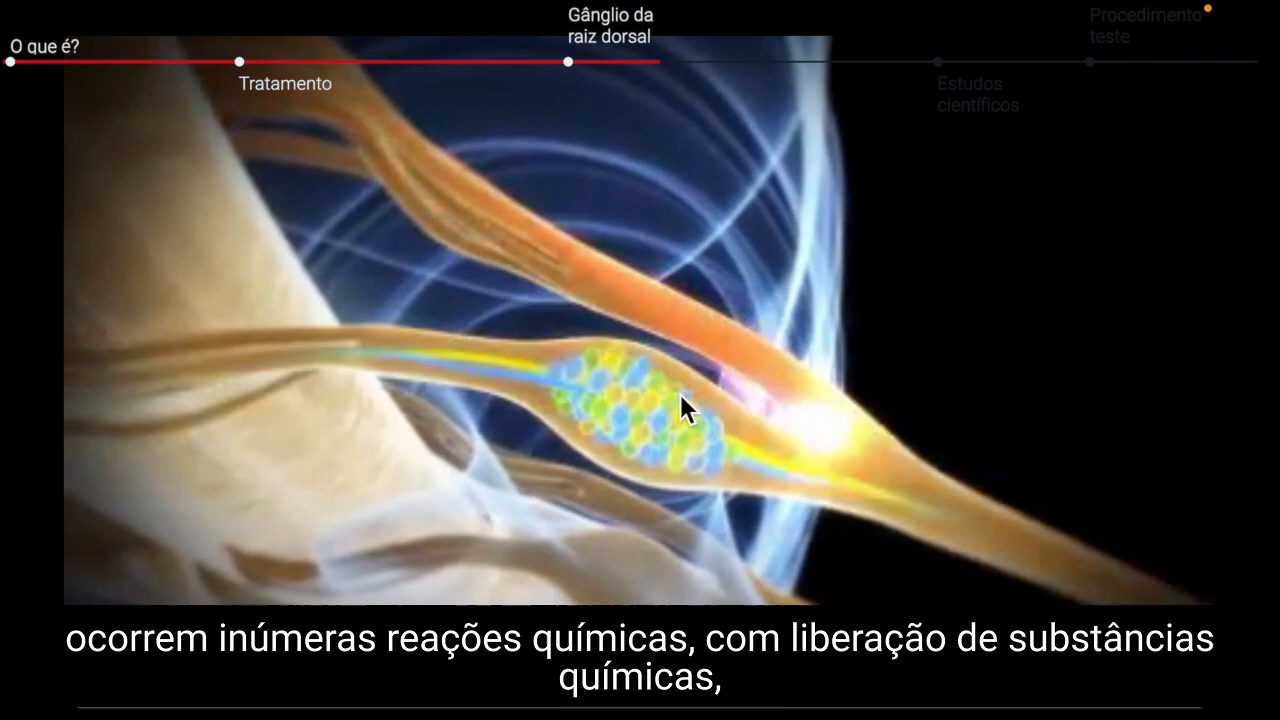 O que é?
Tratamento
Gânglio da
raiz dorsal
Estudos
científicos
Procedimento
teste
ocorrem inúmeras reações químicas, com liberação de substâncias
químicas,